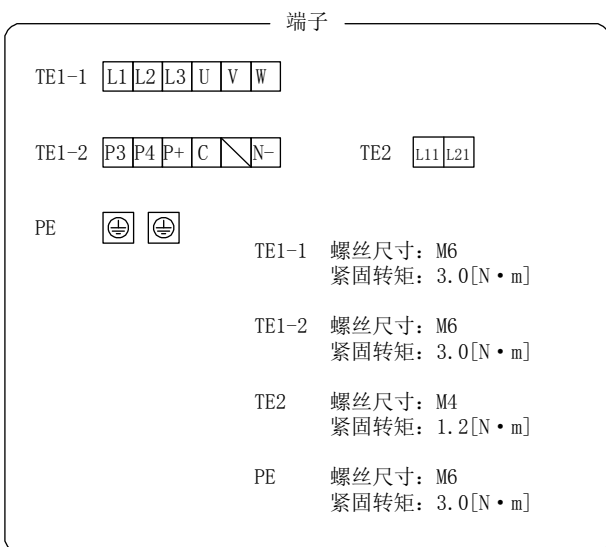 端子
TE1-1 L1 L2 L3 U V W
TE1-2 P3 P4 P+ C N- TE2 L11 L21
PE
TE1-1 螺丝尺寸：M6
紧固转矩：3.0[N·m]
TE1-2 螺丝尺寸：M6
紧固转矩：3.0[N·m]
TE2 螺丝尺寸：M4
紧固转矩：1.2[N·m]
PE 螺丝尺寸：M6
紧固转矩：3.0[N·m]